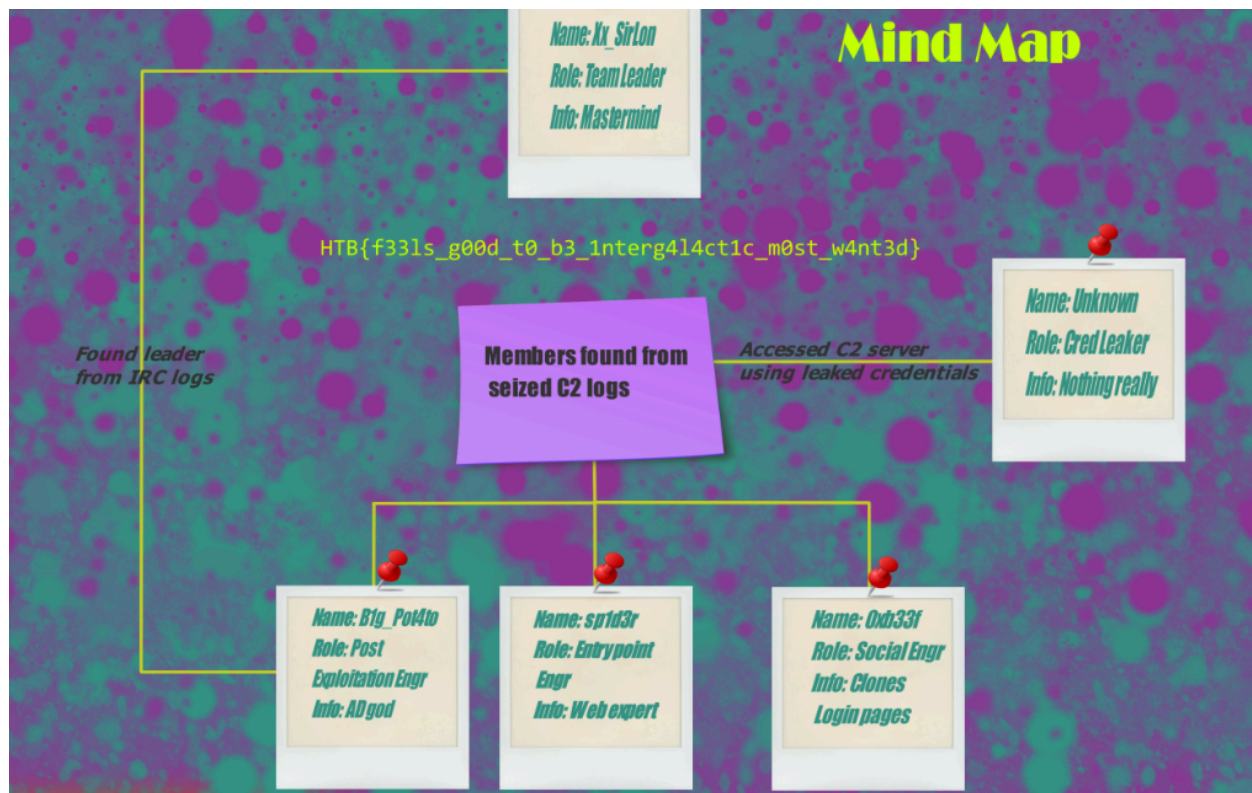 Mind Map
Name: Xx_SirLon
Role: Team Leader
Info: Mastermind
HTB{f33ls_g00d_t0_b3_1nterg4l4ct1c_m0st_w4nt3d}
Found leader
from IRC logs
Members found from
seized C2 logs
Accessed C2 server
using leaked credentials
Name: Unknown
Role: Cred Leaker
Info: Nothing really
Name: B1g_Pot4to
Role: Post
Exploitation Engr
Info: AD god
Name: sp1d3r
Role: Entry point
Engr
Info: Web expert
Name: 0xb33f
Role: Social Engr
Info: Clones
Login pages